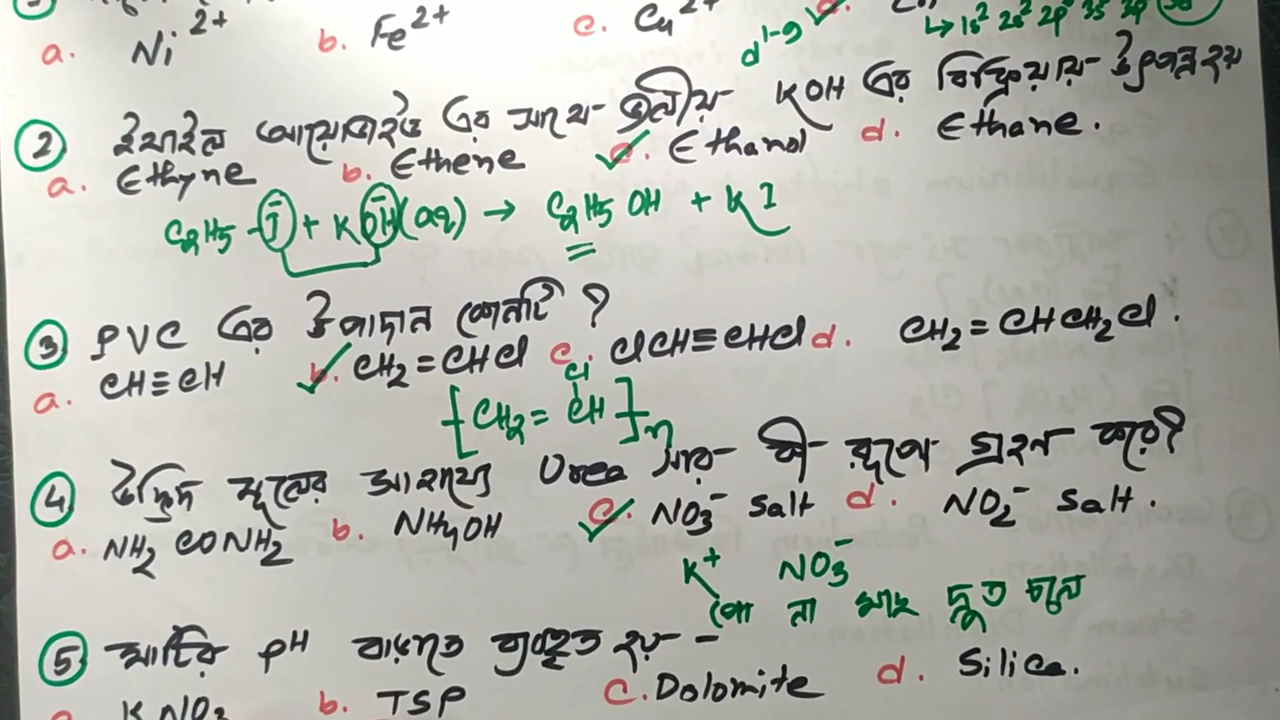 a. Ni²⁺ b. Fe²⁺ c. Cu²⁺
d¹⁻⁹ ✓ ↳ 1s² 2s² 2p⁶ 3s² 3p⁶
② ইথাইল আয়োডাইড এর সাথে জলীয় KOH এর বিক্রিয়ায় উৎপন্ন হয়
a. Ethyne b. Ethene ✓c. Ethanol d. Ethane.
C₂H₅ - I⁻ + KOH⁻(aq) → C₂H₅OH + KI
③ PVC এর উপাদান কোনটি ?
a. CH≡CH ✓b. CH₂=CHCl c. ClCH≡CHCl d. CH₂=CHCH₂Cl.
Cl
[CH₂=CH]n
④ উদ্ভিদ মূলের সাহায্যে Urea সার কী রূপে গ্রহন করে?
a. NH₂CONH₂ b. NH₄OH ✓c. NO₃⁻ Salt d. NO₂⁻ Salt.
K⁺ NO₃⁻
পো না মাছ দ্রুত চলে
⑤ মাটির pH বাড়াতে ব্যবহৃত হয় -
b. TSP c. Dolomite d. Silica.